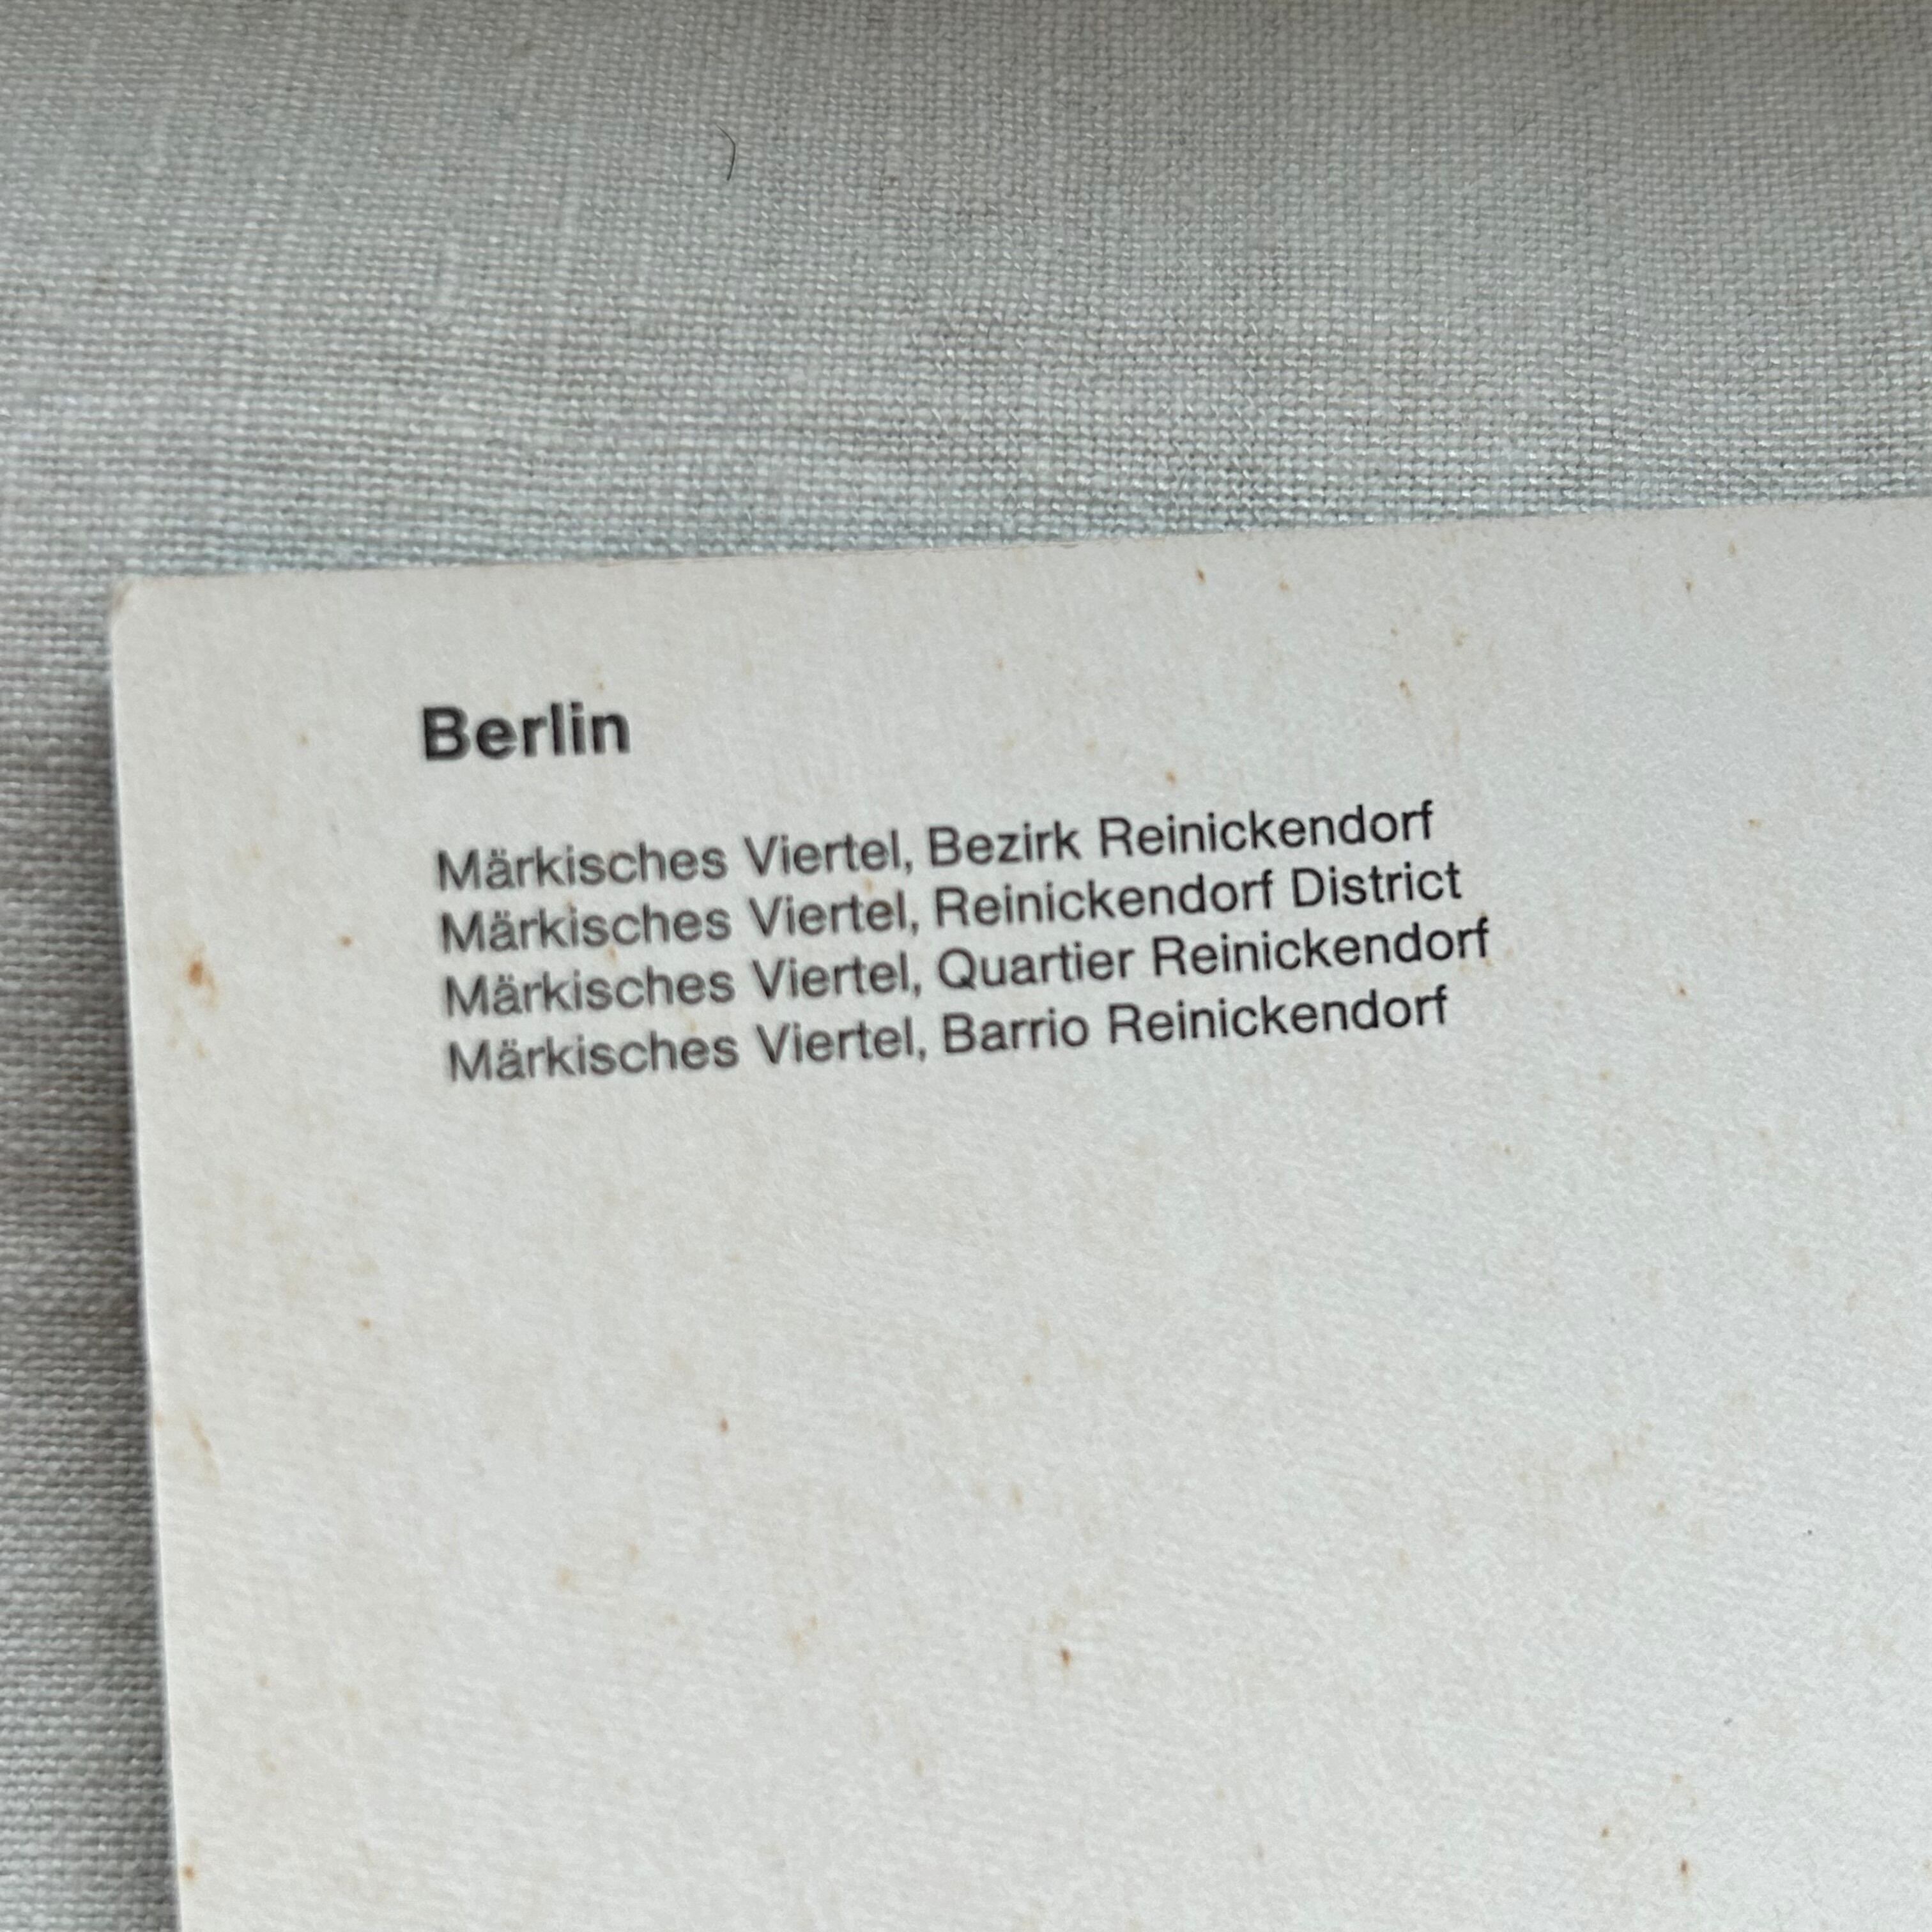 Berlin
Märkisches Viertel, Bezirk Reinickendorf
Märkisches Viertel, Reinickendorf District
Märkisches Viertel, Quartier Reinickendorf
Märkisches Viertel, Barrio Reinickendorf